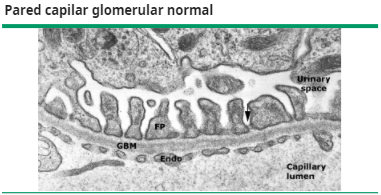 Pared capilar glomerular normal
Urinary
space
FP
GBM
Endo
Capillary
lumen